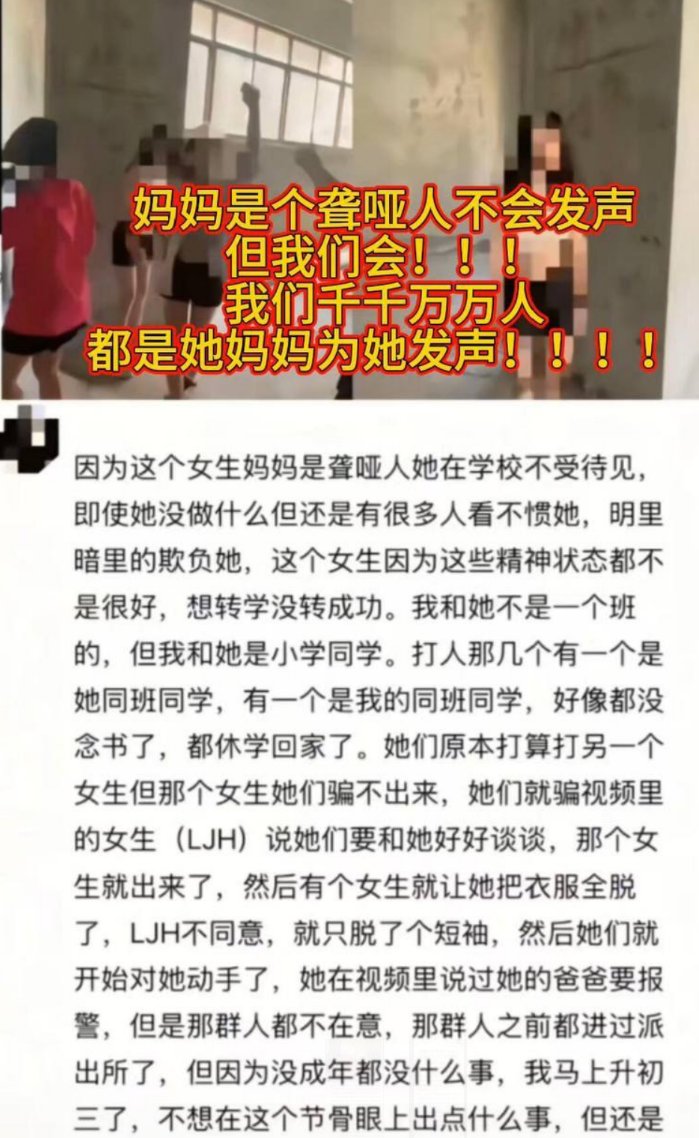 妈妈是个聋哑人不会发声
但我们会！！！
我们千千万万人
都是她妈妈为她发声！！！！
因为这个女生妈妈是聋哑人她在学校不受待见，
即使她没做什么但还是有很多人看不惯她，明里
暗里的欺负她，这个女生因为这些精神状态都不
是很好，想转学没转成功。我和她不是一个班
的，但我和她是小学同学。打人那几个有一个是
她同班同学，有一个是我的同班同学，好像都没
念书了，都休学回家了。她们原本打算打另一个
女生但那个女生她们骗不出来，她们就骗视频里
的女生（LJH）说她们要和她好好谈谈，那个女
生就出来了，然后有个女生就让她把衣服全脱
了，LJH不同意，就只脱了个短袖，然后她们就
开始对她动手了，她在视频里说过她的爸爸要报
警，但是那群人都不在意，那群人之前都进过派
出所了，但因为没成年都没什么事，我马上升初
三了，不想在这个节骨眼上出点什么事，但还是